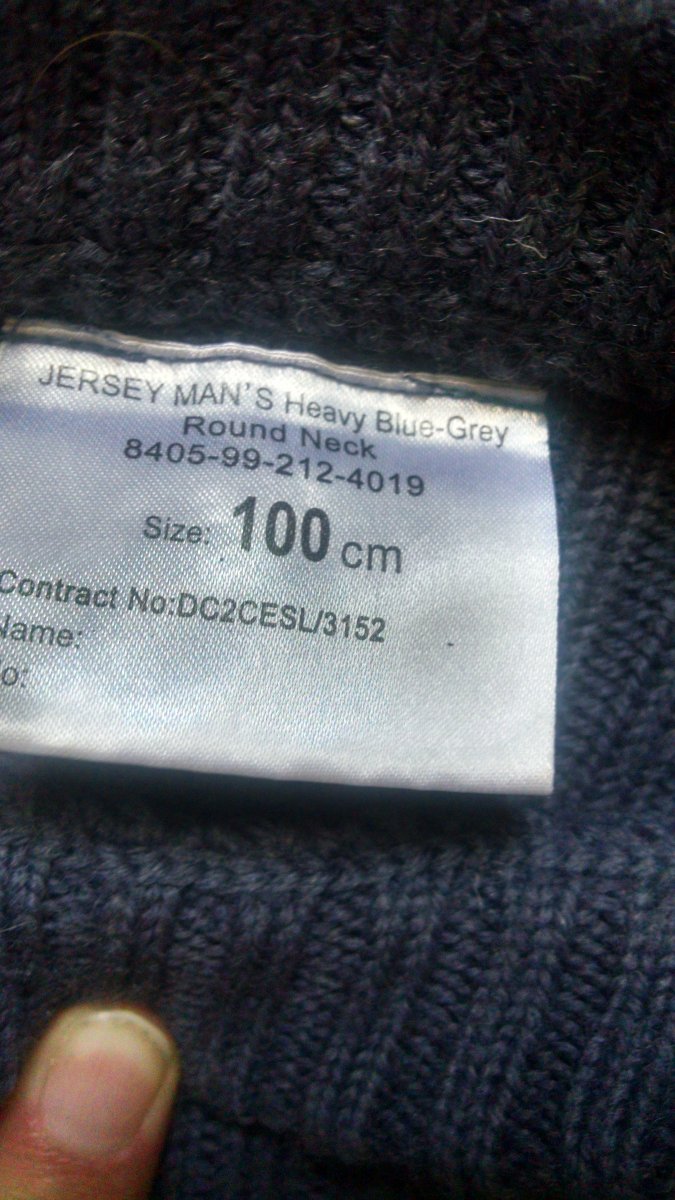 JERSEY MAN'S Heavy Blue-Grey
Round Neck
8405-99-212-4019
Size: 100 cm
Contract No:DC2CESL/3152
Name:
o: